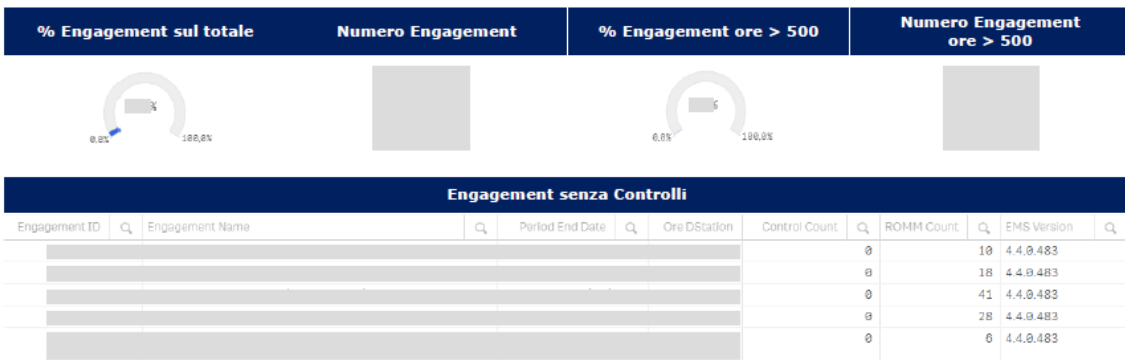 % Engagement sul totale
Numero Engagement
% Engagement ore > 500
Numero Engagement
ore > 500
%
0,0%
100,0%
0,0%
100,0%
Engagement senza Controlli
Engagement ID
Engagement Name
Period End Date
Ore DStation
Control Count
ROMM Count
EMS Version
0 10 4.4.0.483
0 18 4.4.0.483
0 41 4.4.0.483
0 28 4.4.0.483
0 6 4.4.0.483